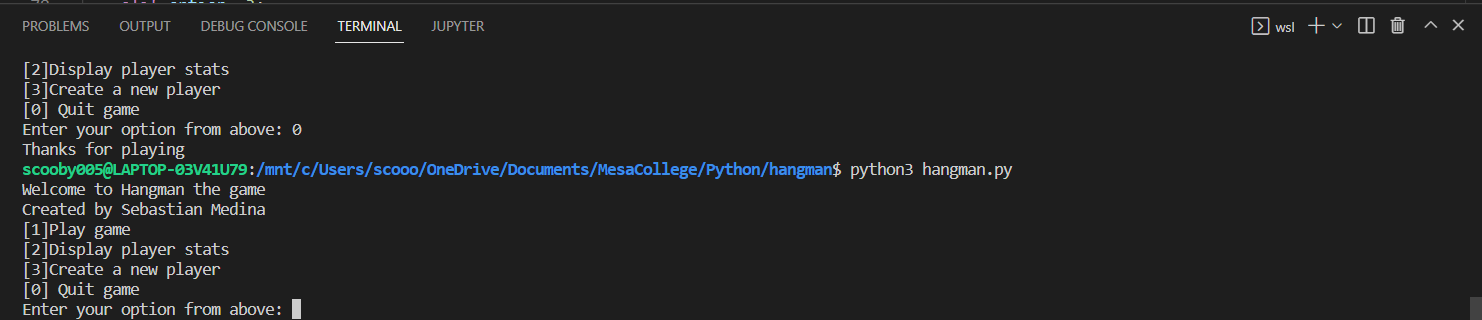 PROBLEMS OUTPUT DEBUG CONSOLE TERMINAL JUPYTER wsl
[2]Display player stats
[3]Create a new player
[0] Quit game
Enter your option from above: 0
Thanks for playing
scooby005@LAPTOP-03V41U79:/mnt/c/Users/scooo/OneDrive/Documents/MesaCollege/Python/hangman$ python3 hangman.py
Welcome to Hangman the game
Created by Sebastian Medina
[1]Play game
[2]Display player stats
[3]Create a new player
[0] Quit game
Enter your option from above: